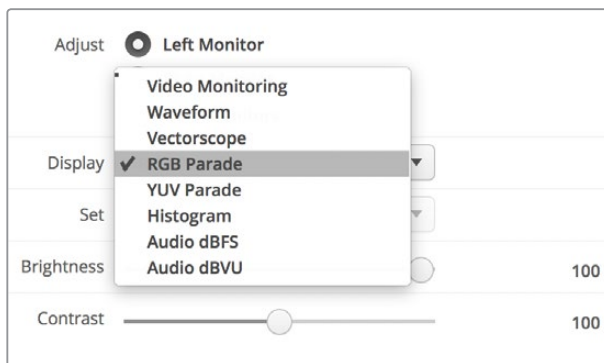 Adjust Left Monitor
Video Monitoring
Waveform
Vectorscope
Display ✓ RGB Parade
YUV Parade
Set Histogram
Audio dBFS
Brightness Audio dBVU 100
Contrast 100